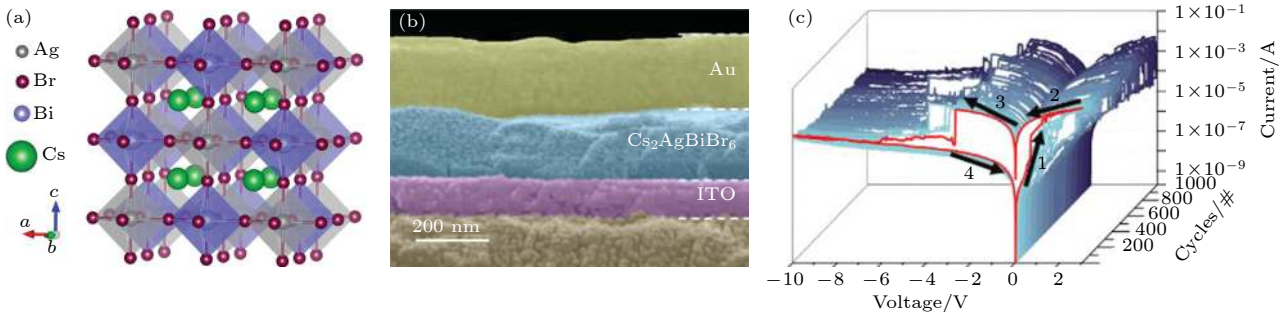 (a)
Ag
Br
Bi
Cs
c
a
b
(b)
Au
Cs₂AgBiBr₆
ITO
200 nm
(c)
1×10⁻¹
1×10⁻³
1×10⁻⁵
1×10⁻⁷
1×10⁻⁹
Current/A
1
2
3
4
1000
800
600
400
200
Cycles/#
−10 −8 −6 −4 −2 0 2
Voltage/V